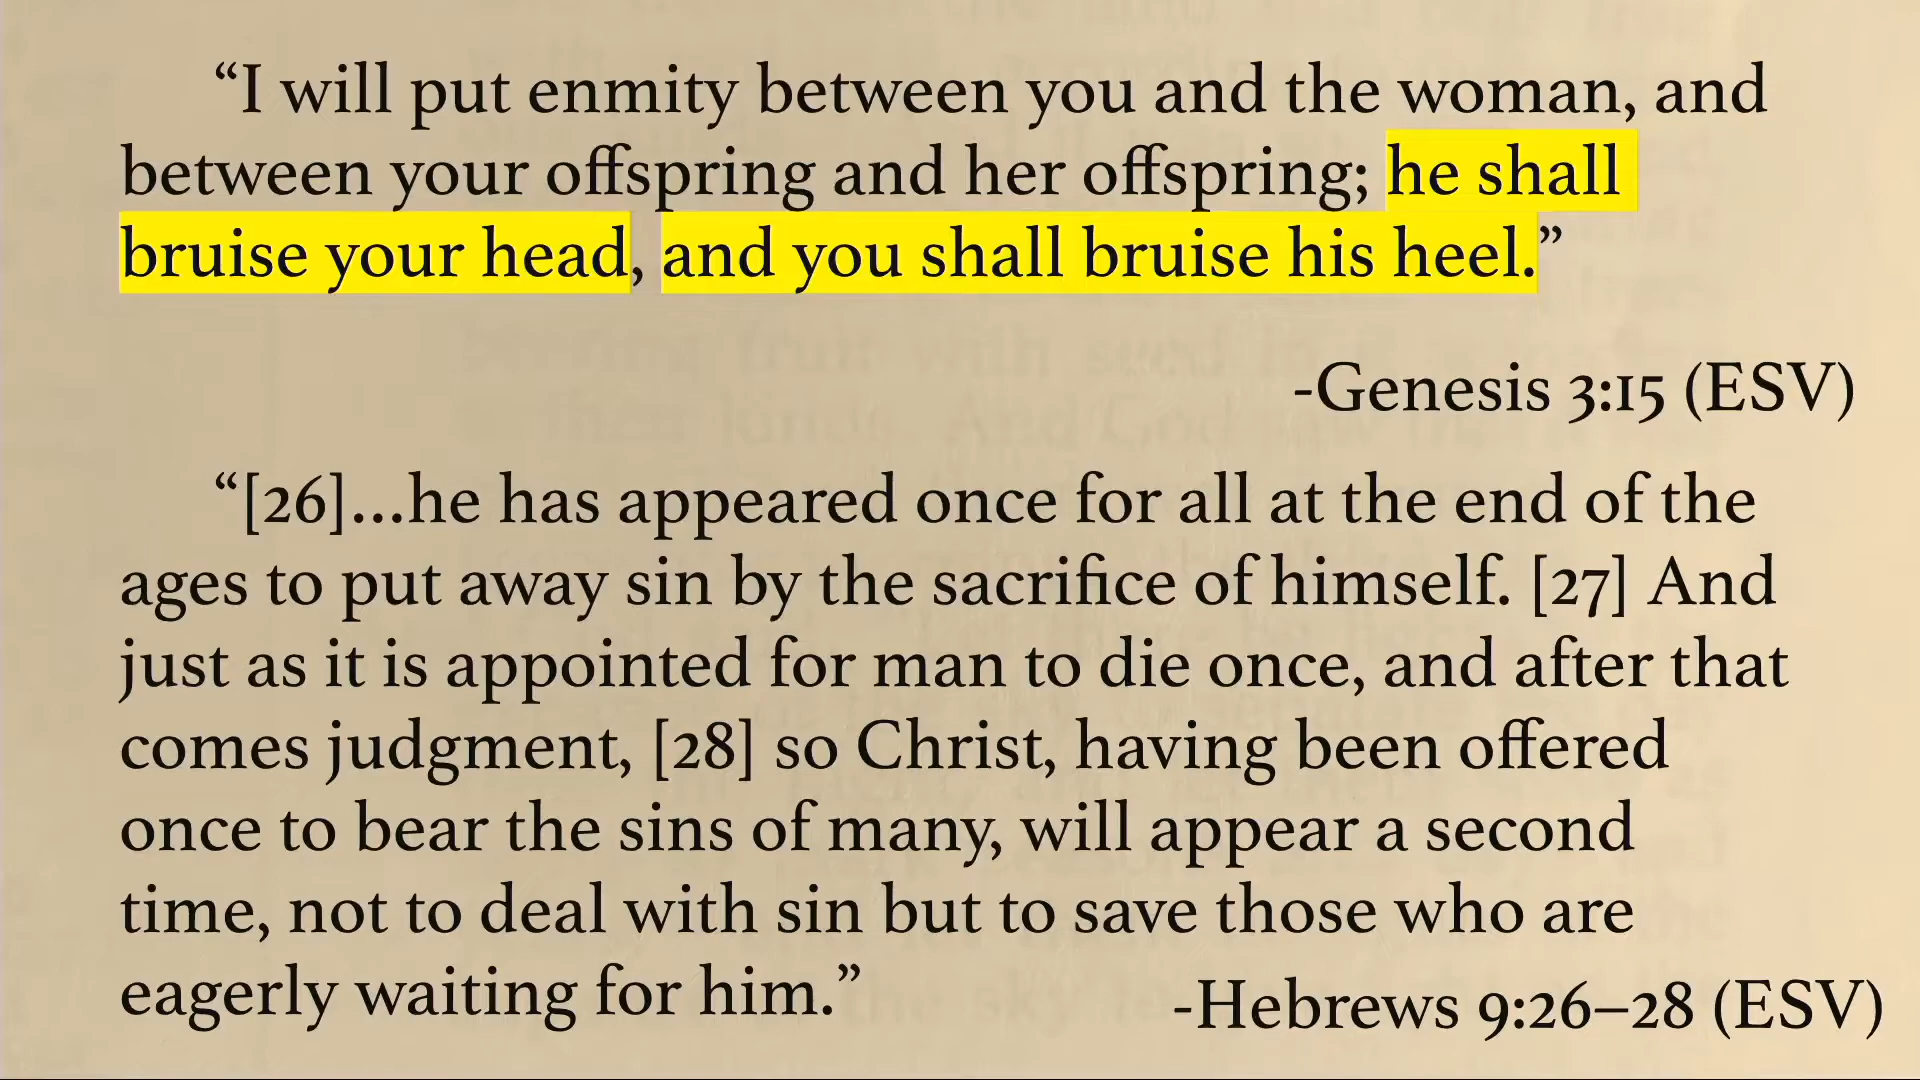 “I will put enmity between you and the woman, and
between your offspring and her offspring; he shall
bruise your head, and you shall bruise his heel.”
-Genesis 3:15 (ESV)
“[26]…he has appeared once for all at the end of the
ages to put away sin by the sacrifice of himself. [27] And
just as it is appointed for man to die once, and after that
comes judgment, [28] so Christ, having been offered
once to bear the sins of many, will appear a second
time, not to deal with sin but to save those who are
eagerly waiting for him.”
-Hebrews 9:26–28 (ESV)